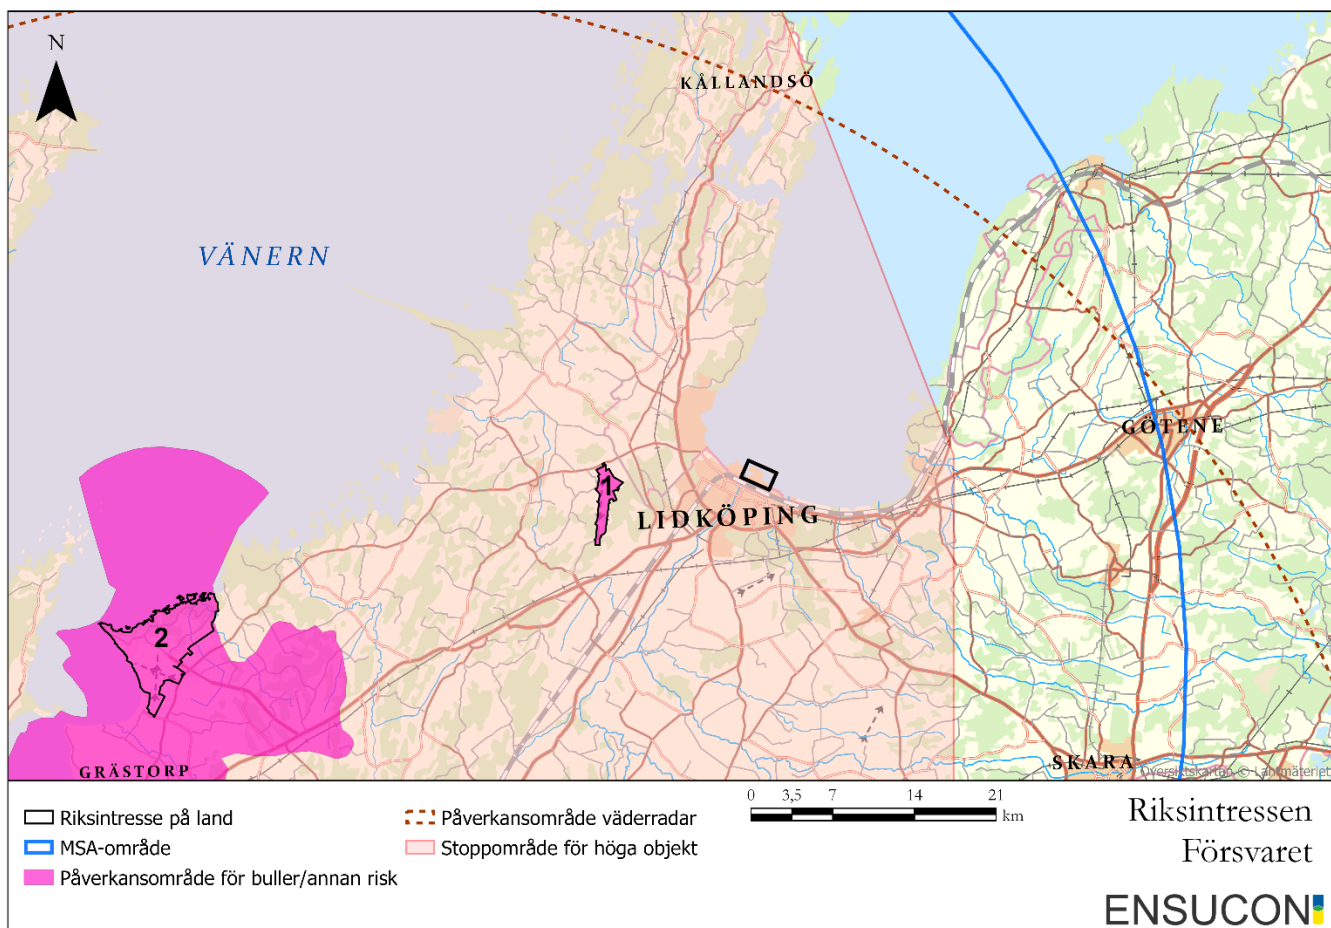 N
KÅLLANDSÖ
VÄNERN
GÖTENE
1
LIDKÖPING
2
SKARA
GRÄSTORP
Översiktskartan © Lantmäteriet
Riksintresse på land
MSA-område
Påverkansområde för buller/annan risk
Påverkansområde väderradar
Stoppområde för höga objekt
0 3,5 7 14 21
km
Riksintressen
Försvaret
ENSUCON